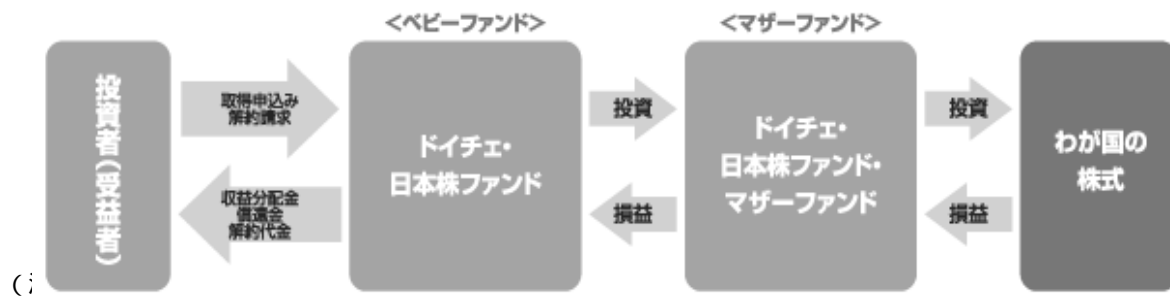 <ベビーファンド>
<マザーファンド>
投資者(受益者)
取得申込み
解約請求
収益分配金
償還金
解約代金
ドイチェ・
日本株ファンド
投資
損益
ドイチェ・
日本株ファンド・
マザーファンド
投資
損益
わが国の
株式
(